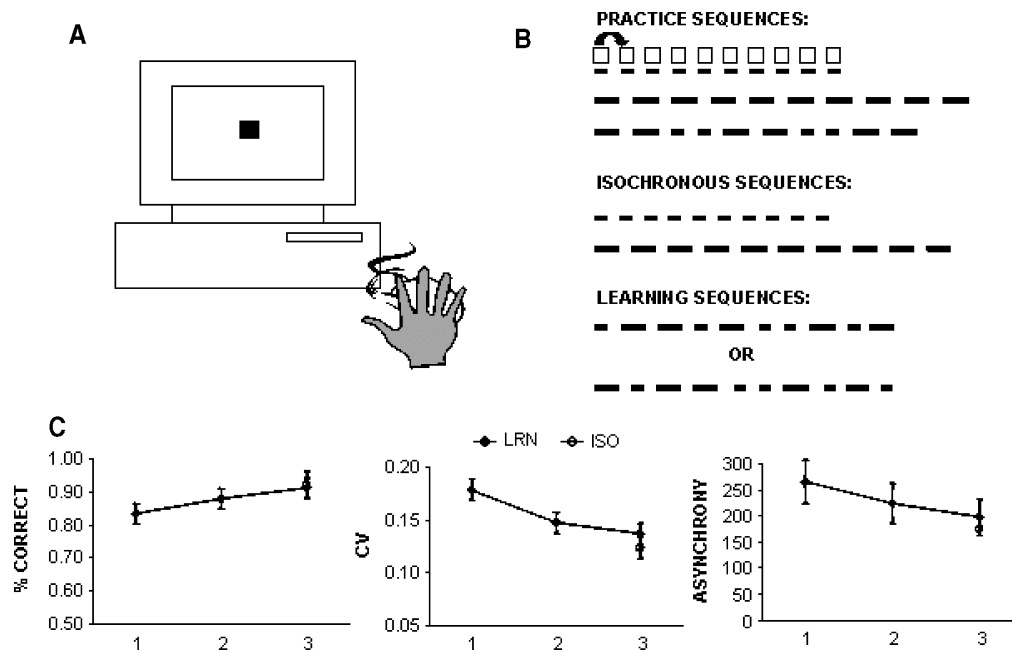 A
B
PRACTICE SEQUENCES:
ISOCHRONOUS SEQUENCES:
LEARNING SEQUENCES:
OR
C
LRN ISO
% CORRECT
1.00
0.90
0.80
0.70
0.60
0.50
1 2 3
CV
0.20
0.15
0.10
0.05
1 2 3
ASYNCHRONY
300
250
200
150
100
50
0
1 2 3